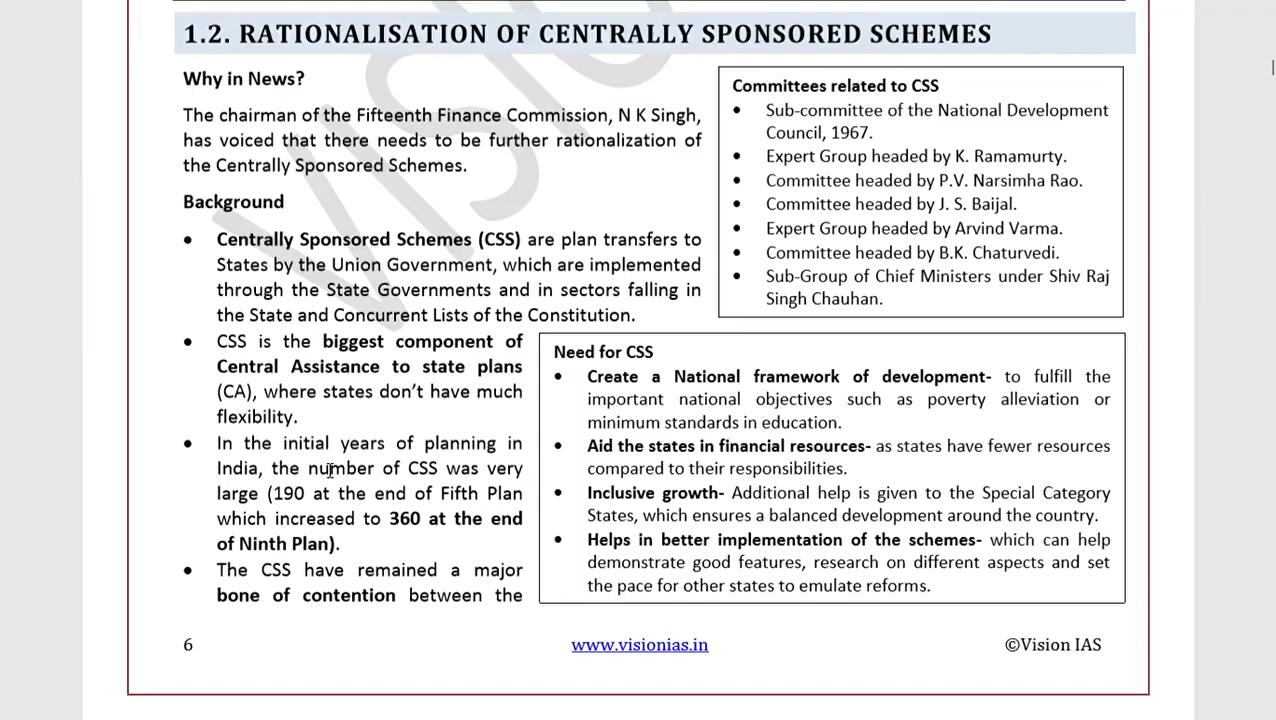 1.2. RATIONALISATION OF CENTRALLY SPONSORED SCHEMES
Why in News?
The chairman of the Fifteenth Finance Commission, N K Singh,
has voiced that there needs to be further rationalization of
the Centrally Sponsored Schemes.
Committees related to CSS
• Sub-committee of the National Development
Council, 1967.
• Expert Group headed by K. Ramamurty.
• Committee headed by P.V. Narsimha Rao.
• Committee headed by J. S. Baijal.
• Expert Group headed by Arvind Varma.
• Committee headed by B.K. Chaturvedi.
• Sub-Group of Chief Ministers under Shiv Raj
Singh Chauhan.
Background
• Centrally Sponsored Schemes (CSS) are plan transfers to
States by the Union Government, which are implemented
through the State Governments and in sectors falling in
the State and Concurrent Lists of the Constitution.
• CSS is the biggest component of
Central Assistance to state plans
(CA), where states don't have much
flexibility.
• In the initial years of planning in
India, the number of CSS was very
large (190 at the end of Fifth Plan
which increased to 360 at the end
of Ninth Plan).
• The CSS have remained a major
bone of contention between the
Need for CSS
• Create a National framework of development- to fulfill the
important national objectives such as poverty alleviation or
minimum standards in education.
• Aid the states in financial resources- as states have fewer resources
compared to their responsibilities.
• Inclusive growth- Additional help is given to the Special Category
States, which ensures a balanced development around the country.
• Helps in better implementation of the schemes- which can help
demonstrate good features, research on different aspects and set
the pace for other states to emulate reforms.
6
www.visionias.in
©Vision IAS